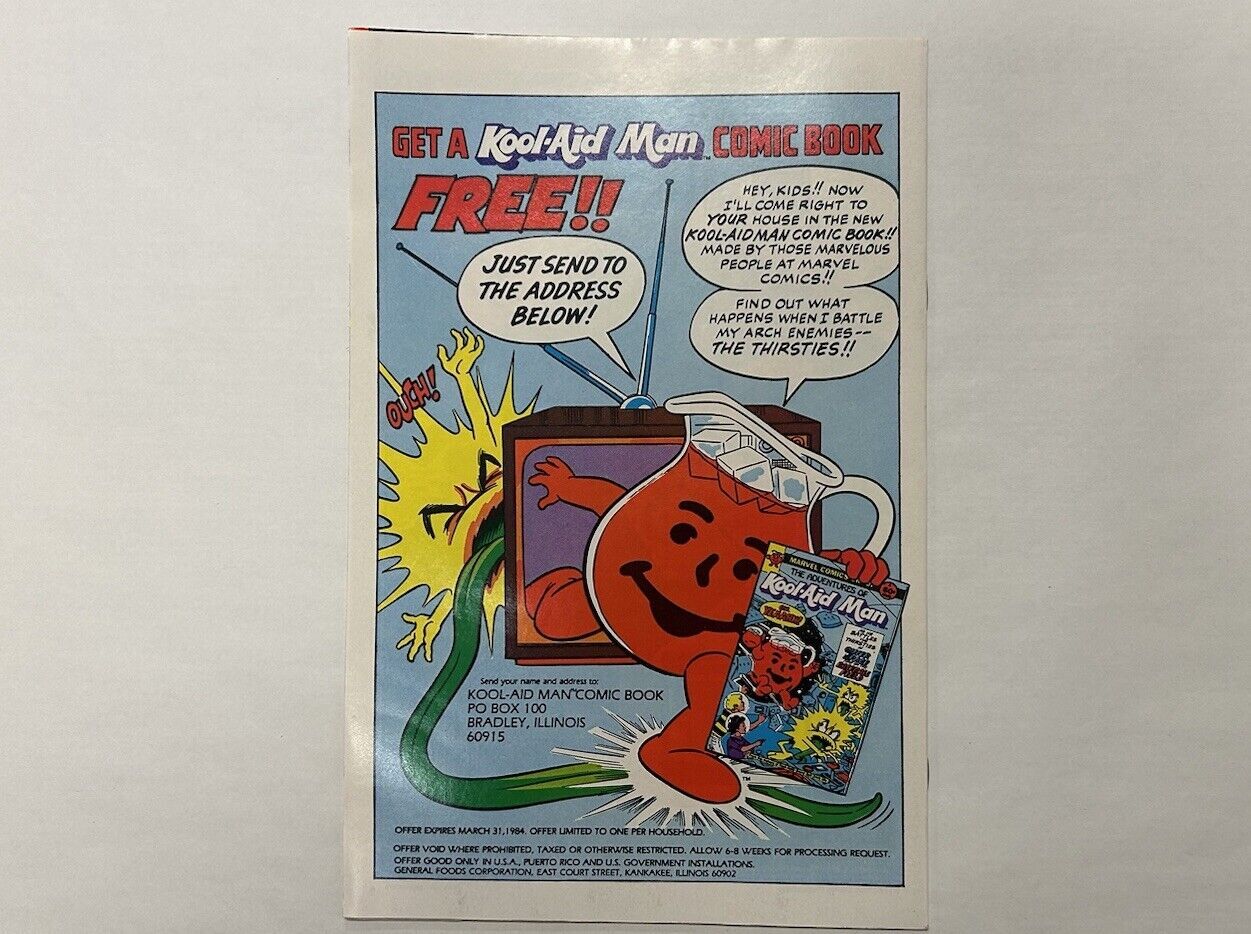 GET A Kool-Aid Man™ COMIC BOOK
FREE!!
HEY, KIDS!! NOW
I'LL COME RIGHT TO
YOUR HOUSE IN THE NEW
KOOL-AID MAN COMIC BOOK!!
MADE BY THOSE MARVELOUS
PEOPLE AT MARVEL
COMICS!!
JUST SEND TO
THE ADDRESS
BELOW!
FIND OUT WHAT
HAPPENS WHEN I BATTLE
MY ARCH ENEMIES--
THE THIRSTIES!!
OUCH!
MARVEL COMICS
THE ADVENTURES OF
Kool-Aid Man
Send your name and address to:
KOOL-AID MAN™ COMIC BOOK
PO BOX 100
BRADLEY, ILLINOIS
60915
TM
OFFER EXPIRES MARCH 31, 1984. OFFER LIMITED TO ONE PER HOUSEHOLD.
OFFER VOID WHERE PROHIBITED, TAXED OR OTHERWISE RESTRICTED. ALLOW 6-8 WEEKS FOR PROCESSING REQUEST.
OFFER GOOD ONLY IN U.S.A., PUERTO RICO AND U.S. GOVERNMENT INSTALLATIONS.
GENERAL FOODS CORPORATION, EAST COURT STREET, KANKAKEE, ILLINOIS 60902